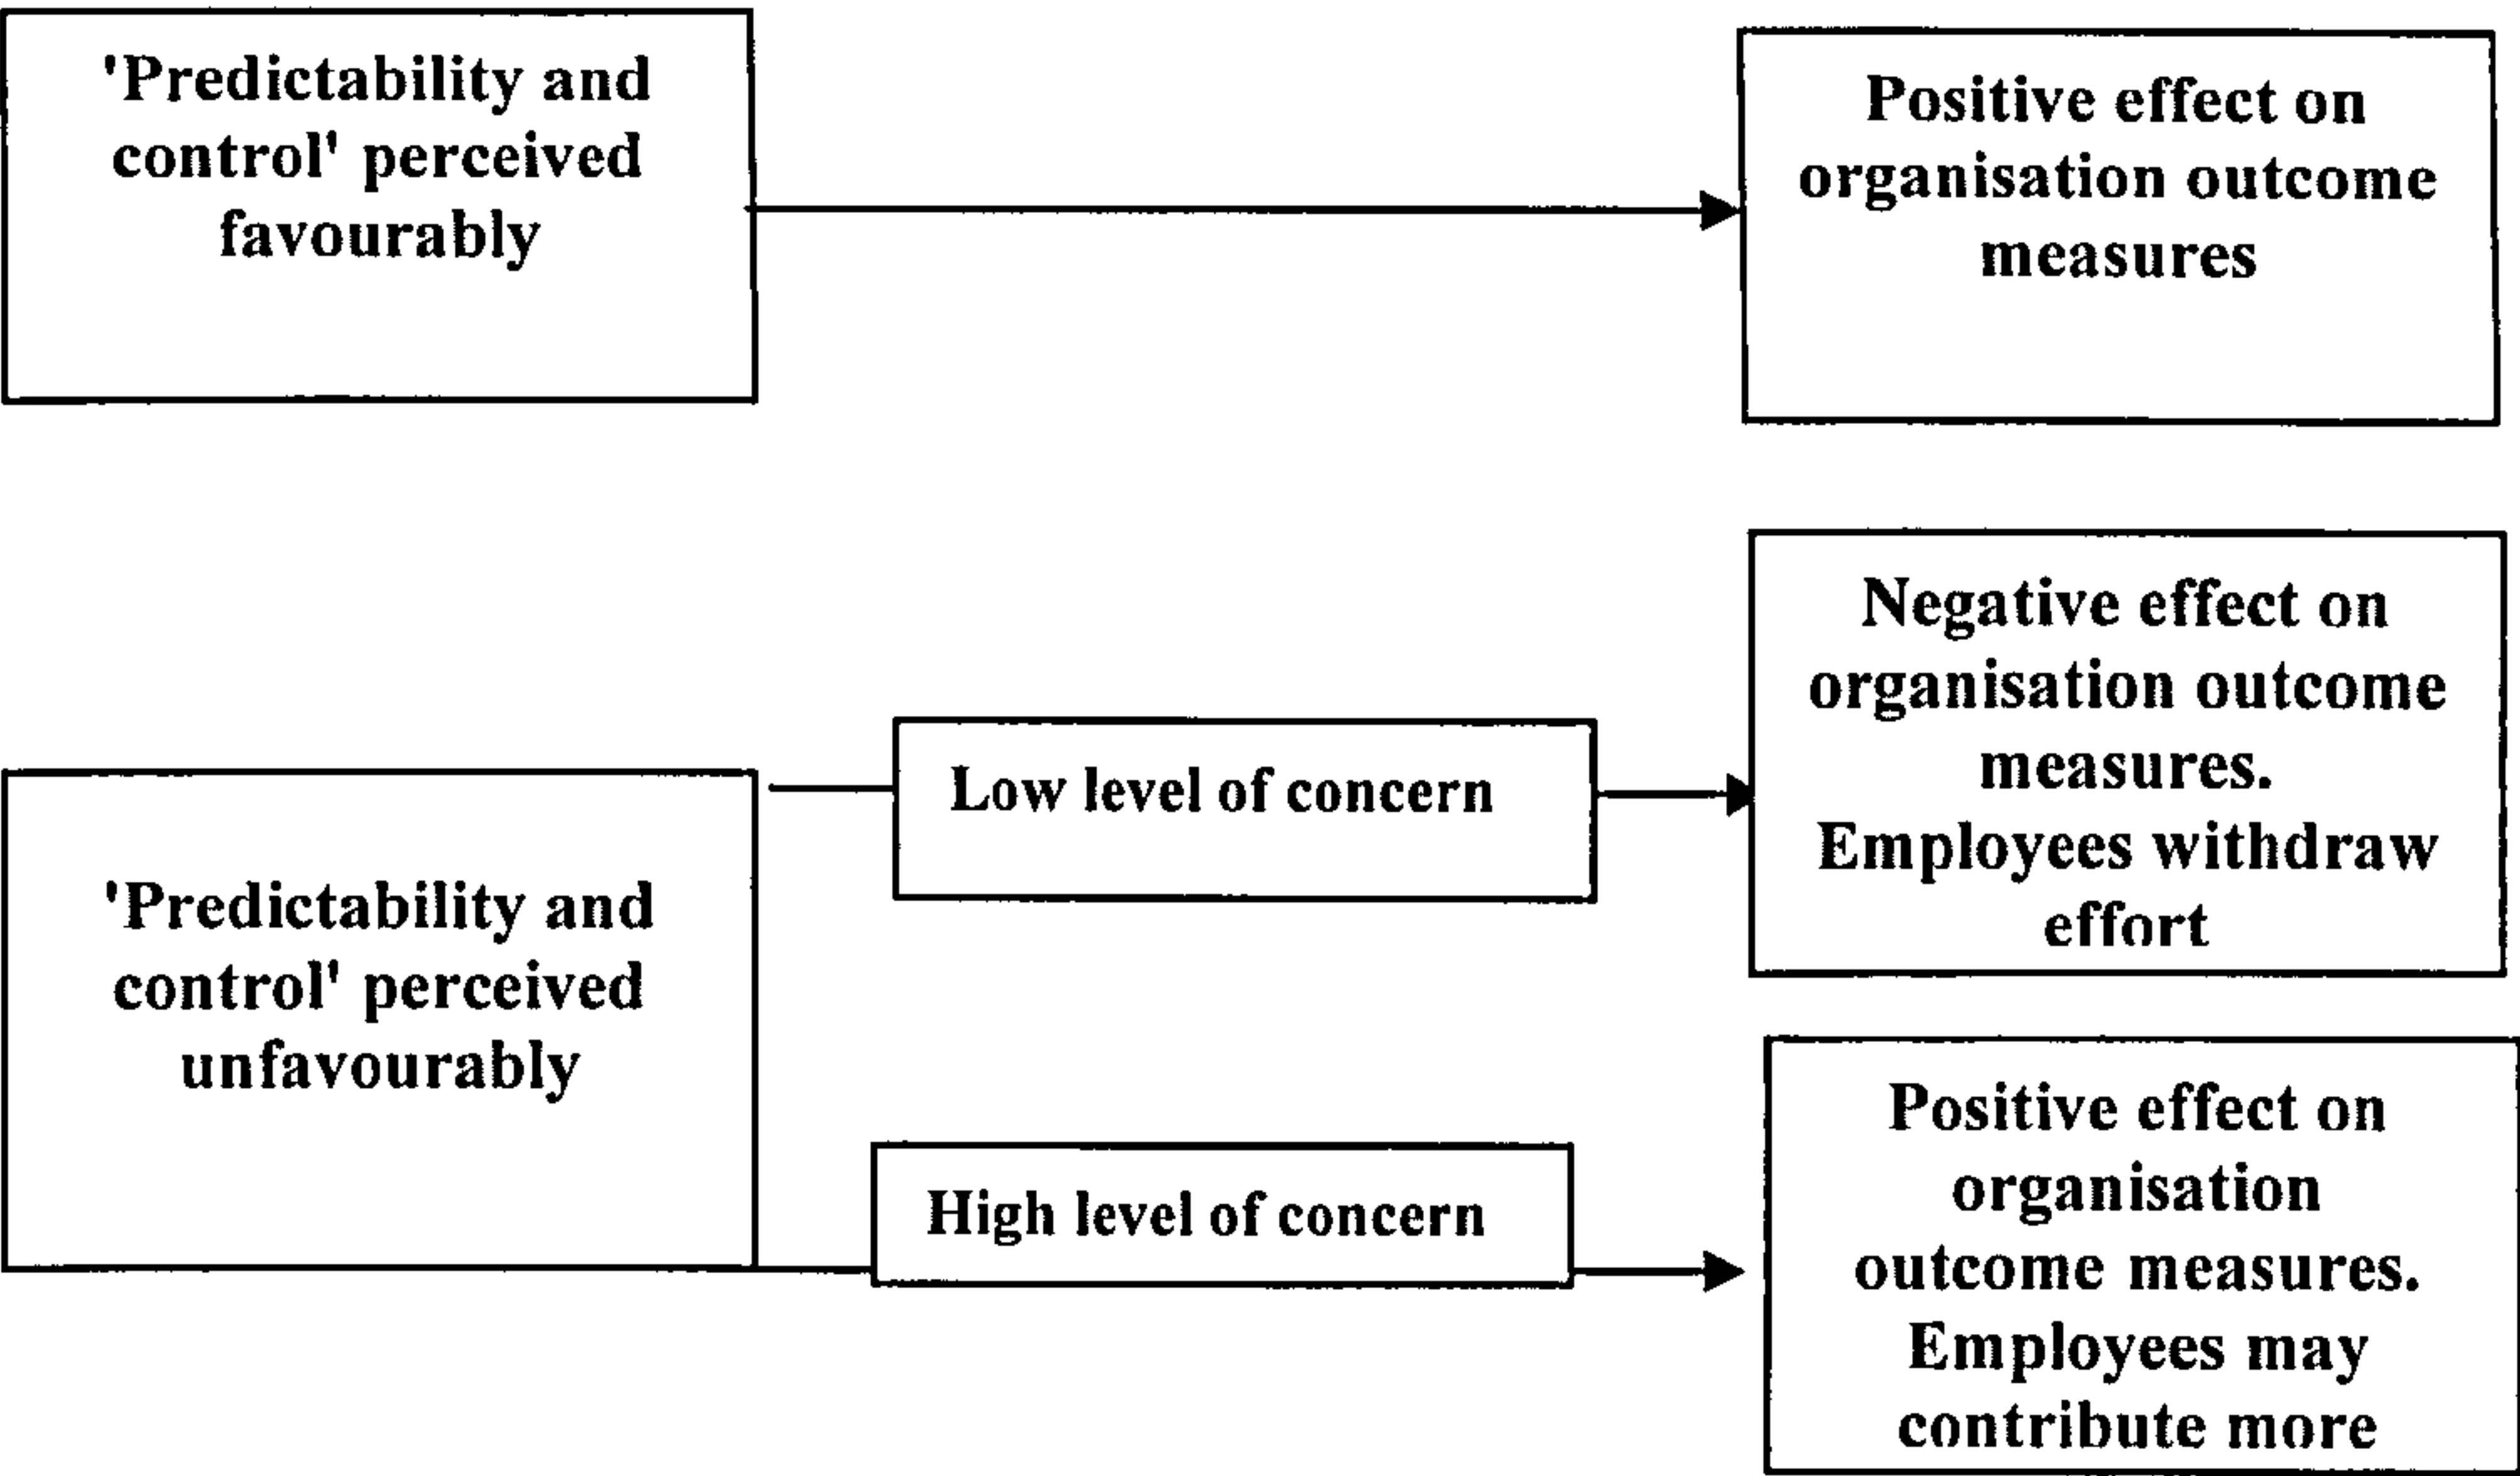 'Predictability and
control' perceived
favourably
Positive effect on
organisation outcome
measures
'Predictability and
control' perceived
unfavourably
Low level of concern
Negative effect on
organisation outcome
measures.
Employees withdraw
effort
High level of concern
Positive effect on
organisation
outcome measures.
Employees may
contribute more